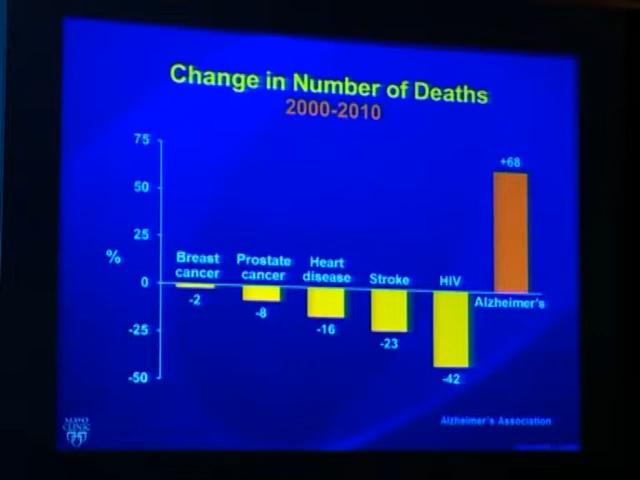 Change in Number of Deaths
2000-2010
75
50
25
%
0
-25
-50
Breast
cancer
Prostate
cancer
Heart
disease
Stroke
HIV
Alzheimer's
-2
-8
-16
-23
-42
+68
MAYO
CLINIC
Alzheimer's Association